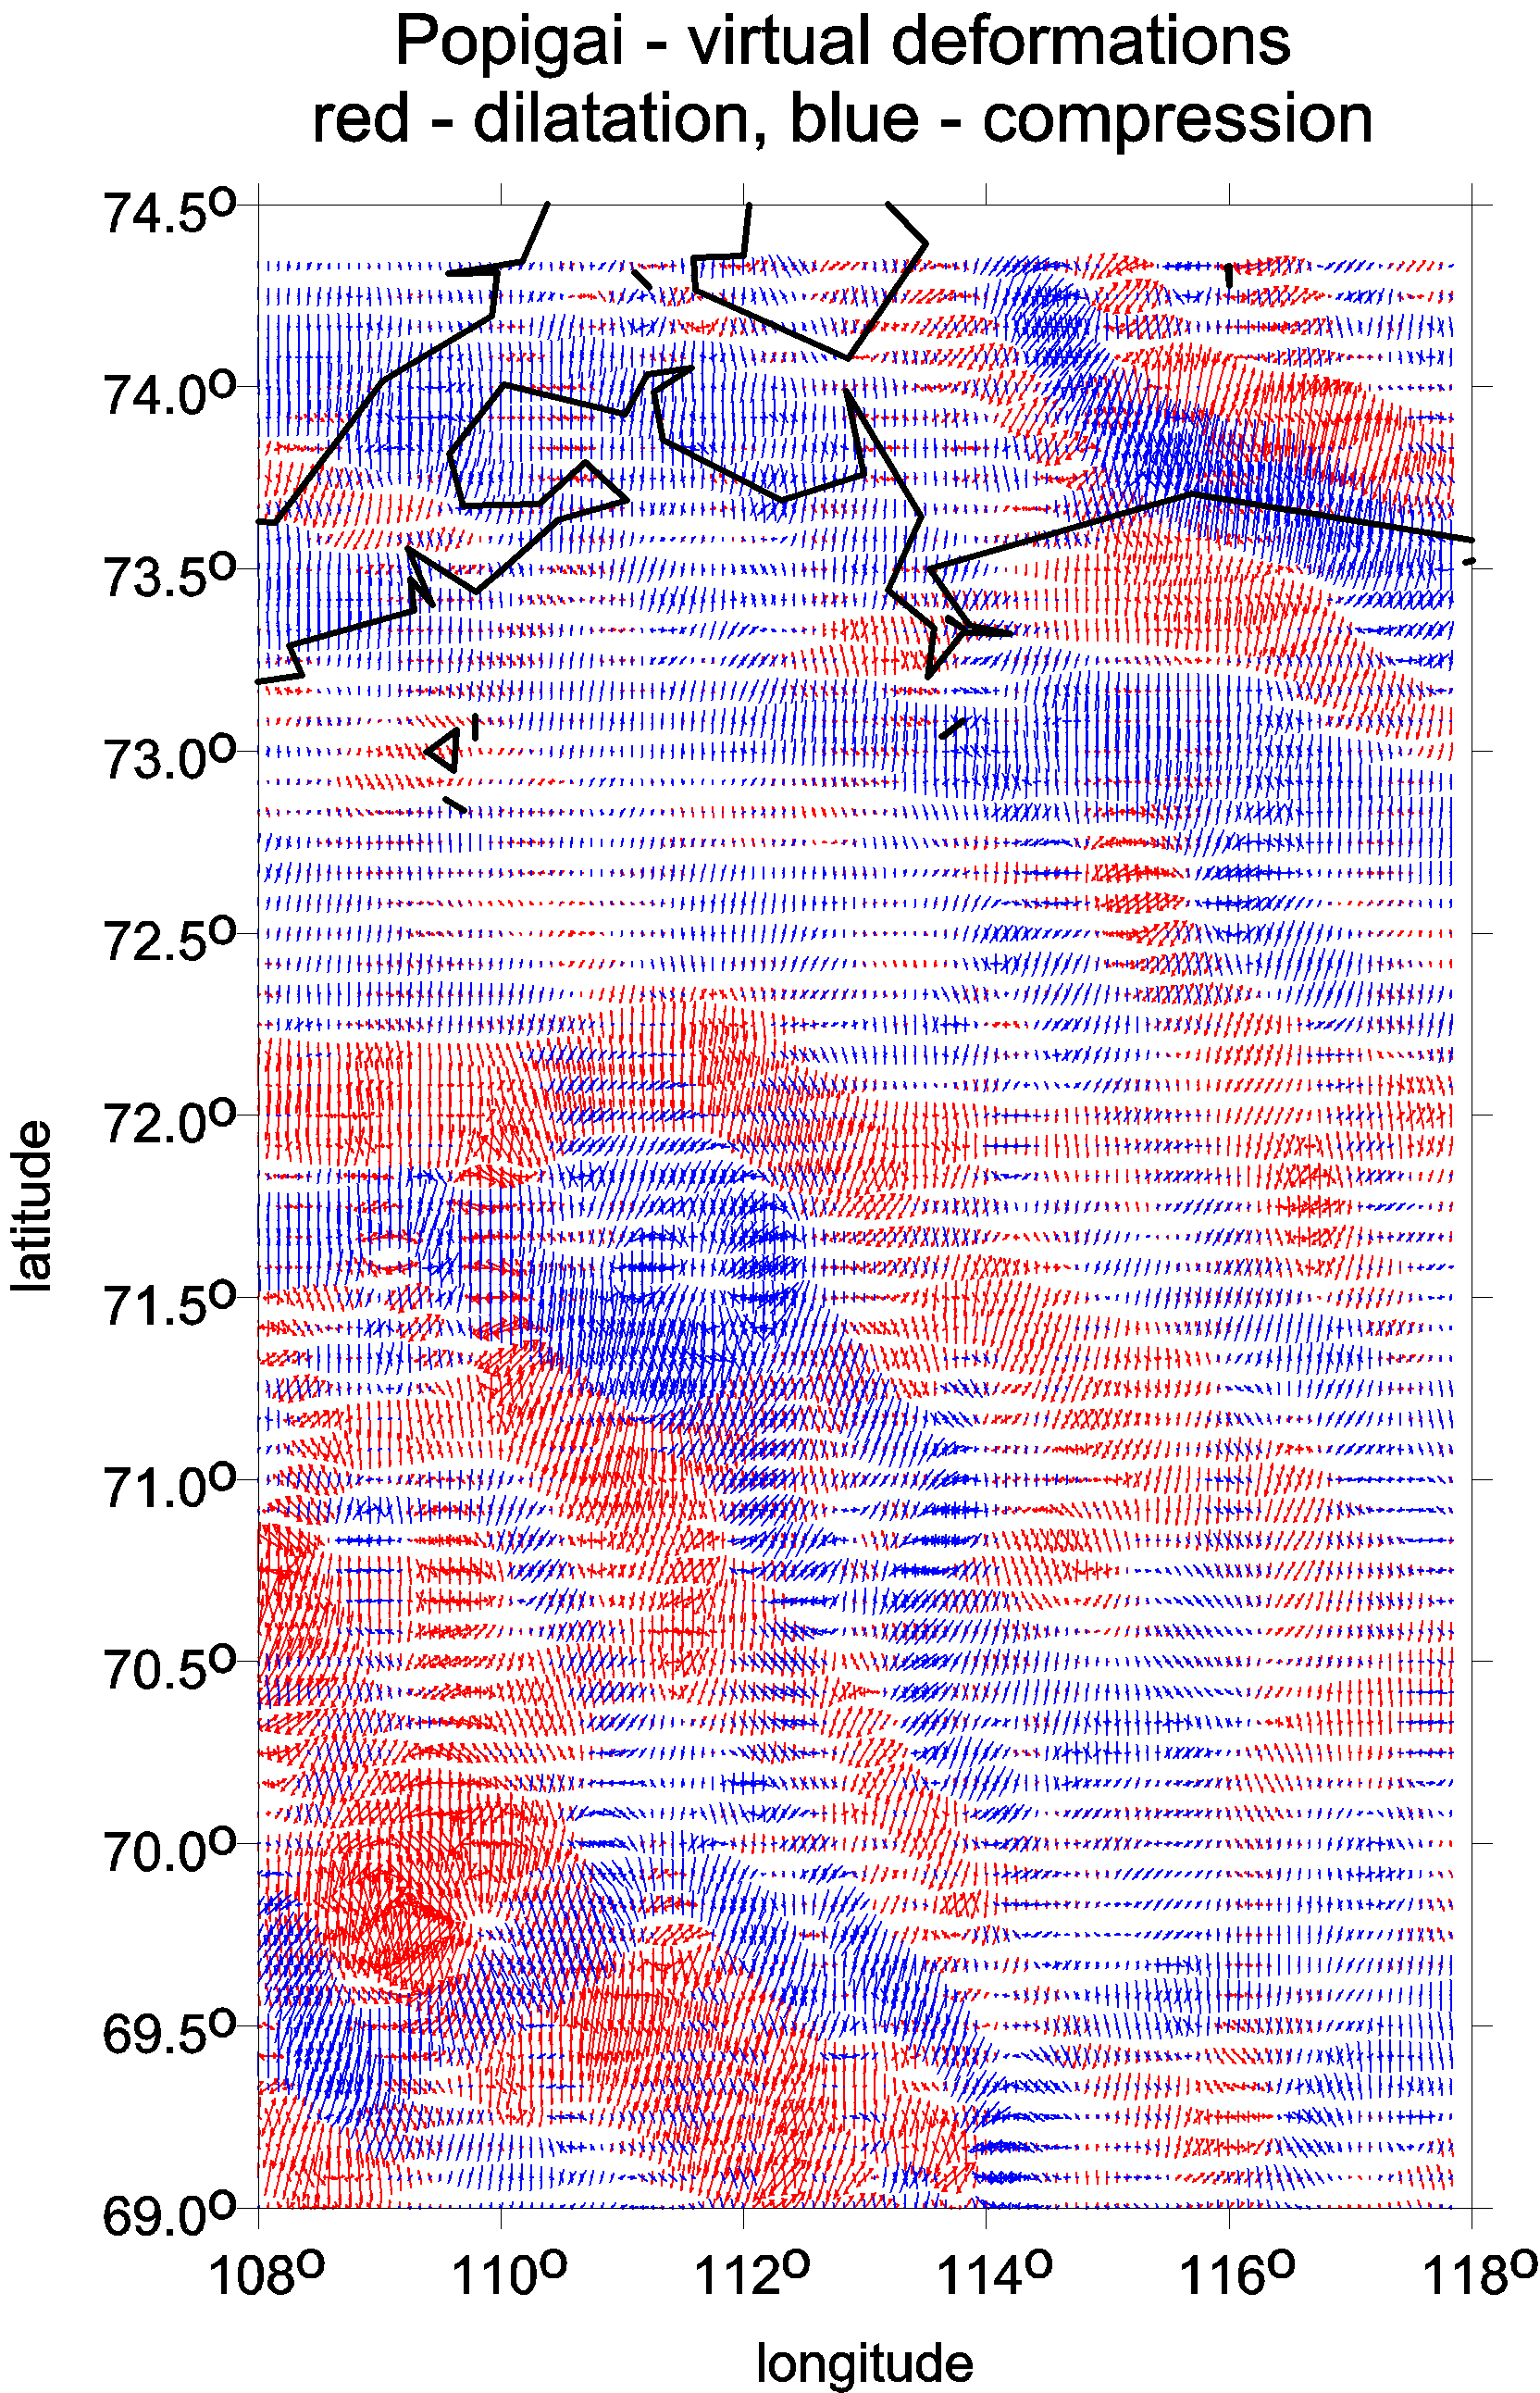 Popigai - virtual deformations
red - dilatation, blue - compression
74.5o
74.0o
73.5o
73.0o
72.5o
72.0o
71.5o
71.0o
70.5o
70.0o
69.5o
69.0o
latitude
108o 110o 112o 114o 116o 118o
longitude